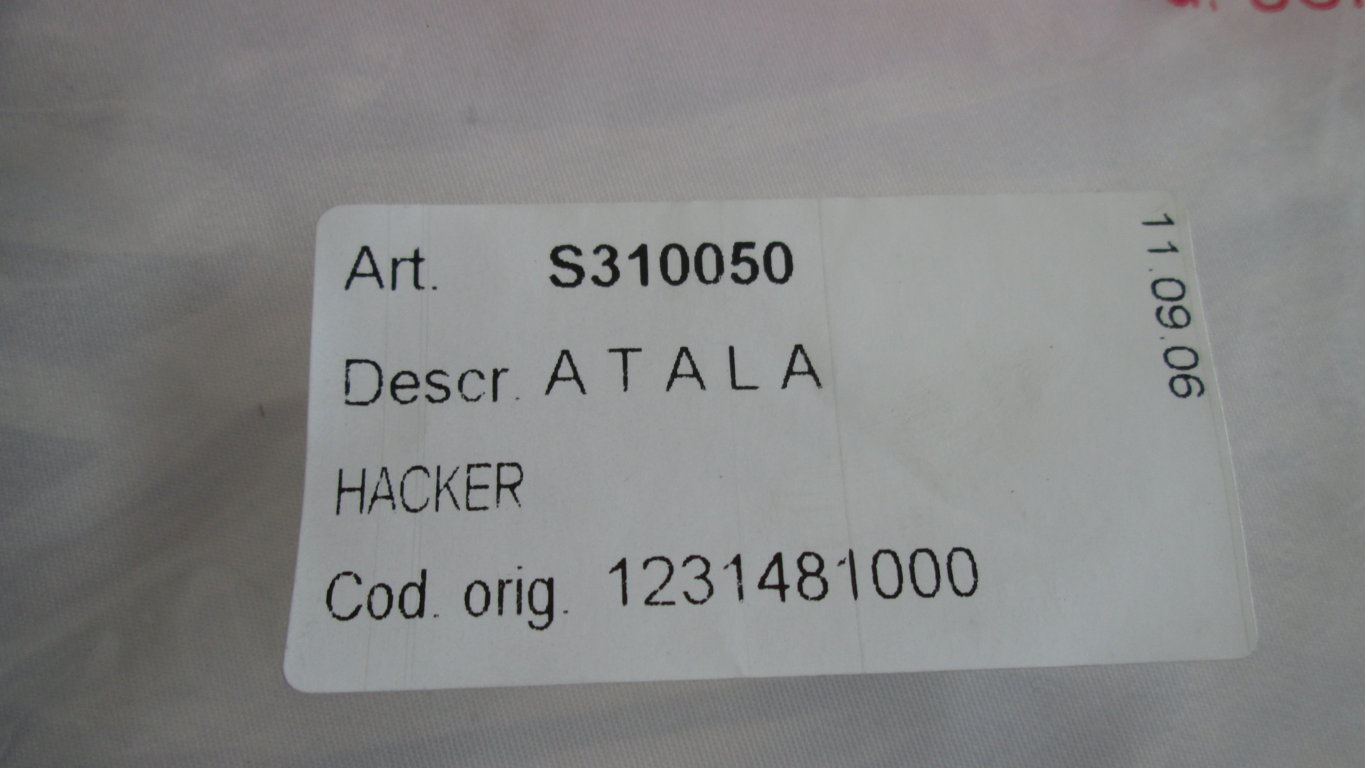 Art. S310050
Descr. A T A L A
HACKER
Cod. orig. 1231481000
11.09.06